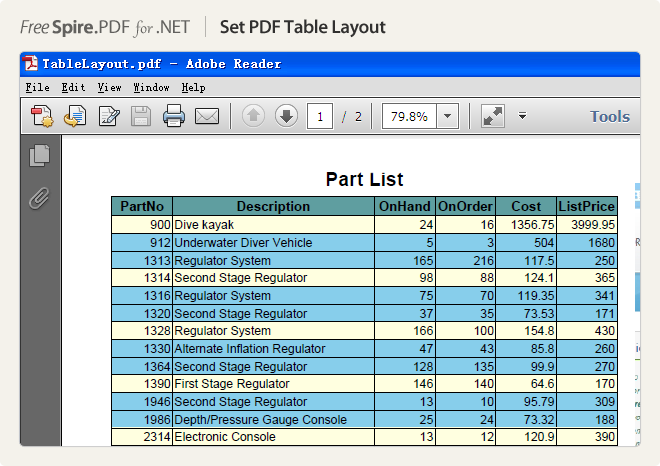 Free Spire.PDF for .NET | Set PDF Table Layout
TableLayout.pdf - Adobe Reader
File Edit View Window Help
1 / 2 79.8% Tools
Part List
PartNo Description OnHand OnOrder Cost ListPrice
900 Dive kayak 24 16 1356.75 3999.95
912 Underwater Diver Vehicle 5 3 504 1680
1313 Regulator System 165 216 117.5 250
1314 Second Stage Regulator 98 88 124.1 365
1316 Regulator System 75 70 119.35 341
1320 Second Stage Regulator 37 35 73.53 171
1328 Regulator System 166 100 154.8 430
1330 Alternate Inflation Regulator 47 43 85.8 260
1364 Second Stage Regulator 128 135 99.9 270
1390 First Stage Regulator 146 140 64.6 170
1946 Second Stage Regulator 13 10 95.79 309
1986 Depth/Pressure Gauge Console 25 24 73.32 188
2314 Electronic Console 13 12 120.9 390